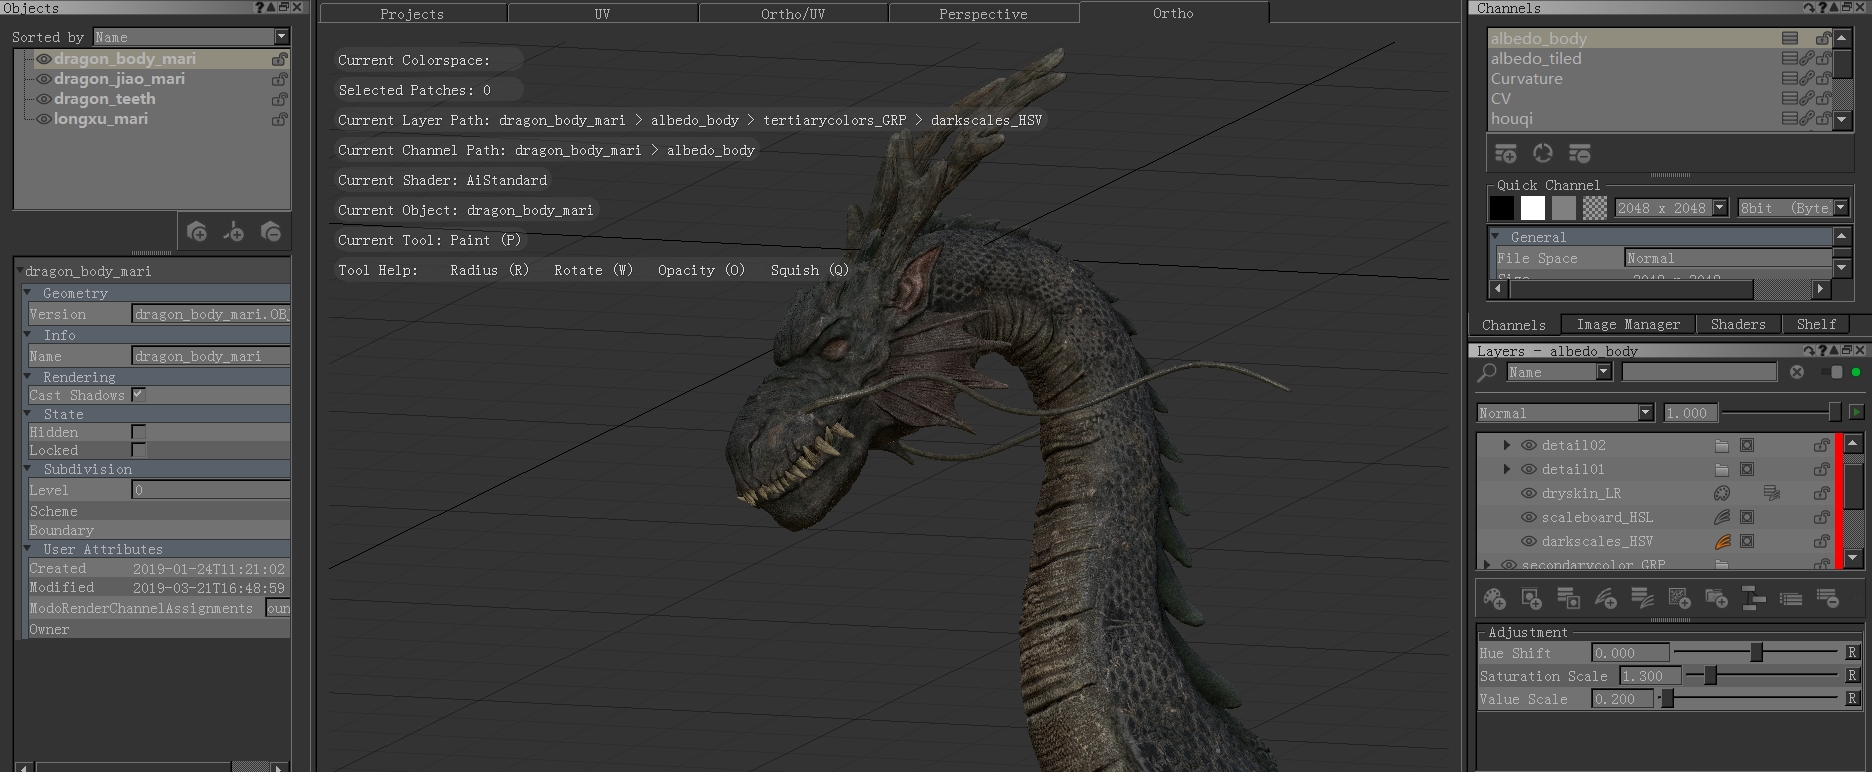 Objects
Sorted by Name
dragon_body_mari
dragon_jiao_mari
dragon_teeth
longxu_mari
dragon_body_mari
Geometry
Version dragon_body_mari.OB
Info
Name dragon_body_mari
Rendering
Cast Shadows
State
Hidden
Locked
Subdivision
Level 0
Scheme
Boundary
User Attributes
Created 2019-01-24T11:21:02
Modified 2019-03-21T16:48:59
ModoRenderChannelAssignments oun
Owner
Projects UV Ortho/UV Perspective Ortho
Current Colorspace:
Selected Patches: 0
Current Layer Path: dragon_body_mari > albedo_body > tertiarycolors_GRP > darkscales_HSV
Current Channel Path: dragon_body_mari > albedo_body
Current Shader: AiStandard
Current Object: dragon_body_mari
Current Tool: Paint (P)
Tool Help: Radius (R) Rotate (W) Opacity (O) Squish (Q)
Channels
albedo_body
albedo_tiled
Curvature
CV
houqi
Quick Channel
2048 x 2048 8bit (Byte
General
File Space Normal
Size 2048 x 2048
Channels Image Manager Shaders Shelf
Layers - albedo_body
Name
Normal 1.000
detail02
detail01
dryskin_LR
scaleboard_HSL
darkscales_HSV
secondarycolor_GRP
Adjustment
Hue Shift 0.000 R
Saturation Scale 1.300 R
Value Scale 0.200 R